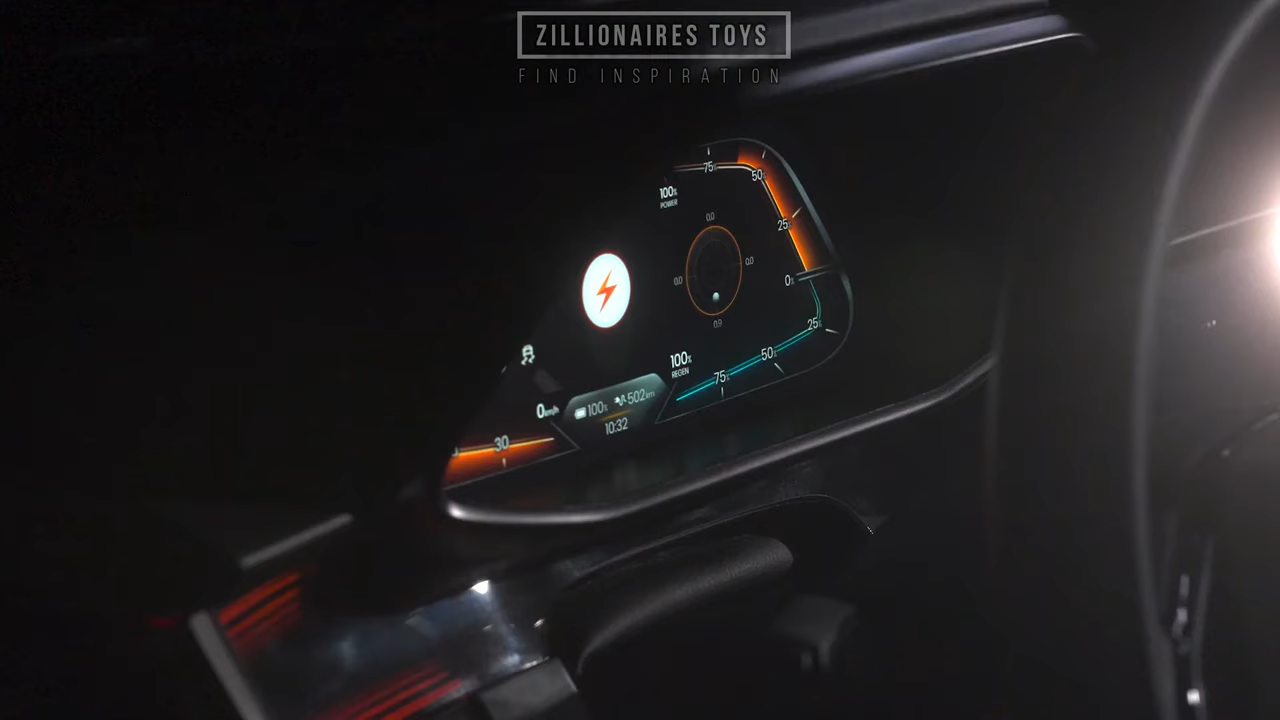 ZILLIONAIRES TOYS
FIND INSPIRATION
75%
50%
100%
POWER
25%
0.0
0.0
0.0
0%
0.9
25%
50%
100%
REGEN
75%
0km/h
100% 502km
10:32
30